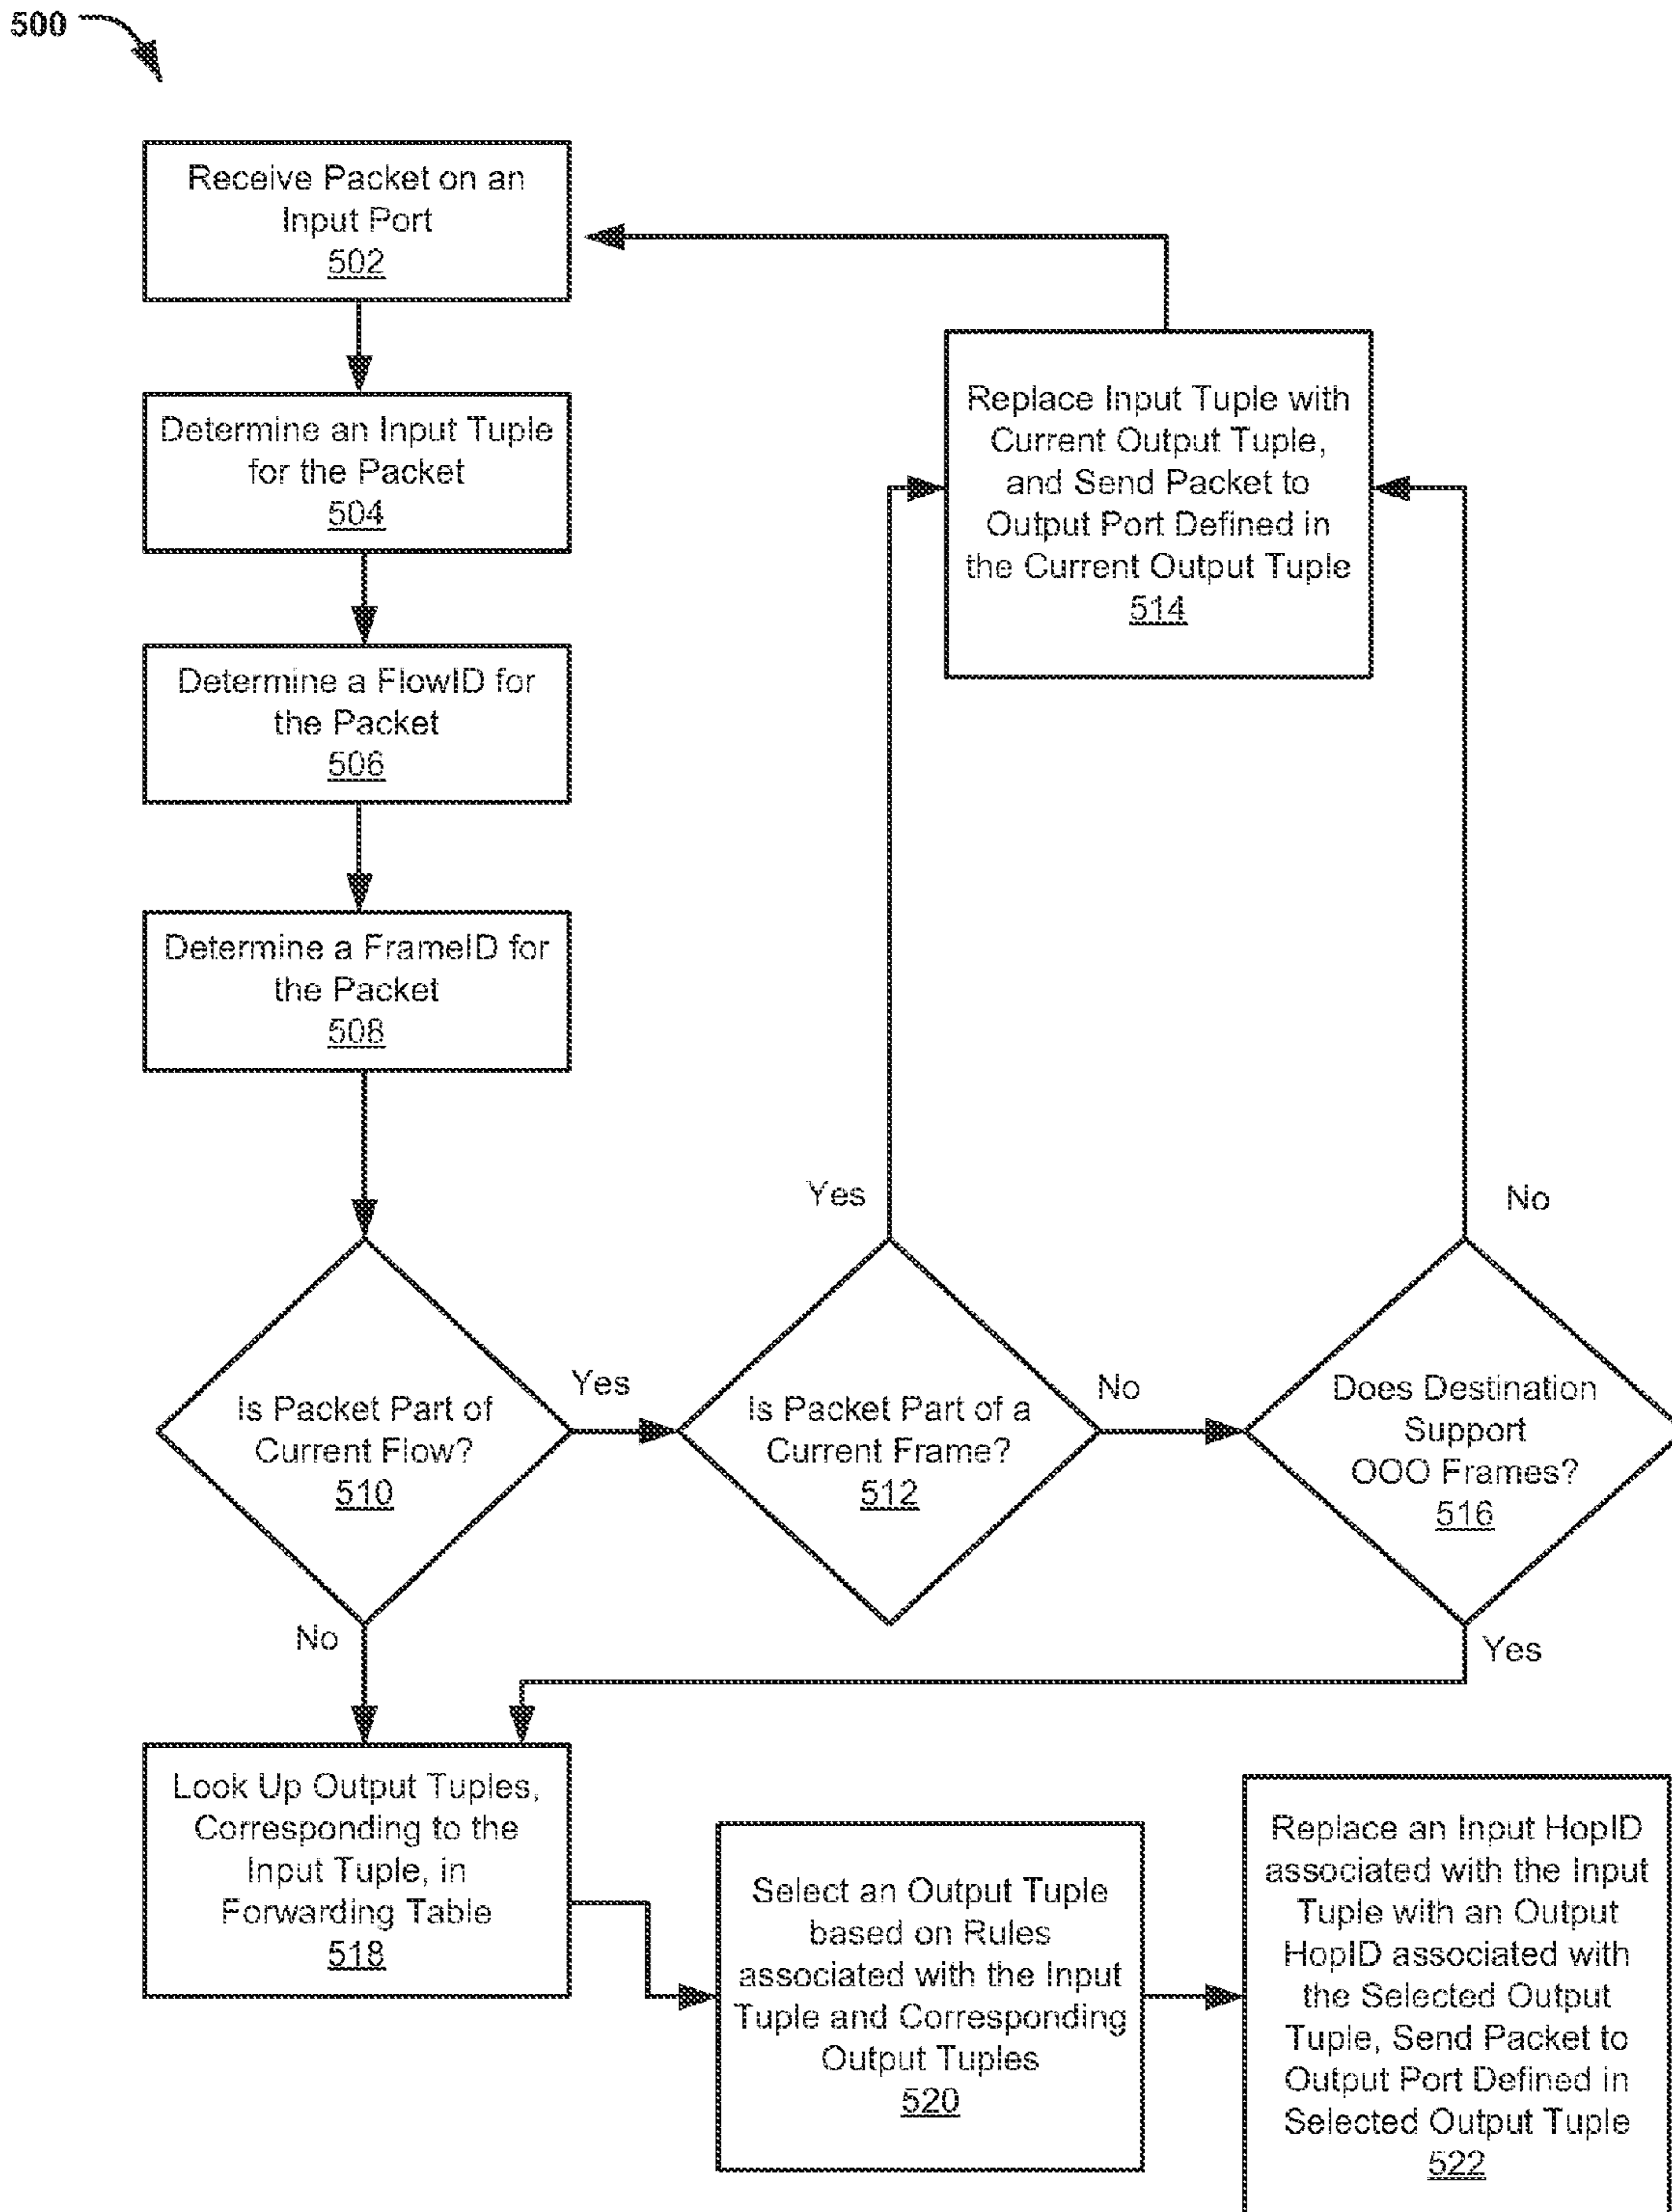 500
Receive Packet on an
Input Port
502
Determine an Input Tuple
for the Packet
504
Determine a FlowID for
the Packet
506
Determine a FrameID for
the Packet
508
Replace Input Tuple with
Current Output Tuple,
and Send Packet to
Output Port Defined in
the Current Output Tuple
514
Is Packet Part of
Current Flow?
510
Yes
No
Is Packet Part of a
Current Frame?
512
Yes
No
Does Destination
Support
OOO Frames?
516
No
Yes
Look Up Output Tuples,
Corresponding to the
Input Tuple, in
Forwarding Table
518
Select an Output Tuple
based on Rules
associated with the Input
Tuple and Corresponding
Output Tuples
520
Replace an Input HopID
associated with the Input
Tuple with an Output
HopID associated with
the Selected Output
Tuple, Send Packet to
Output Port Defined in
Selected Output Tuple
522